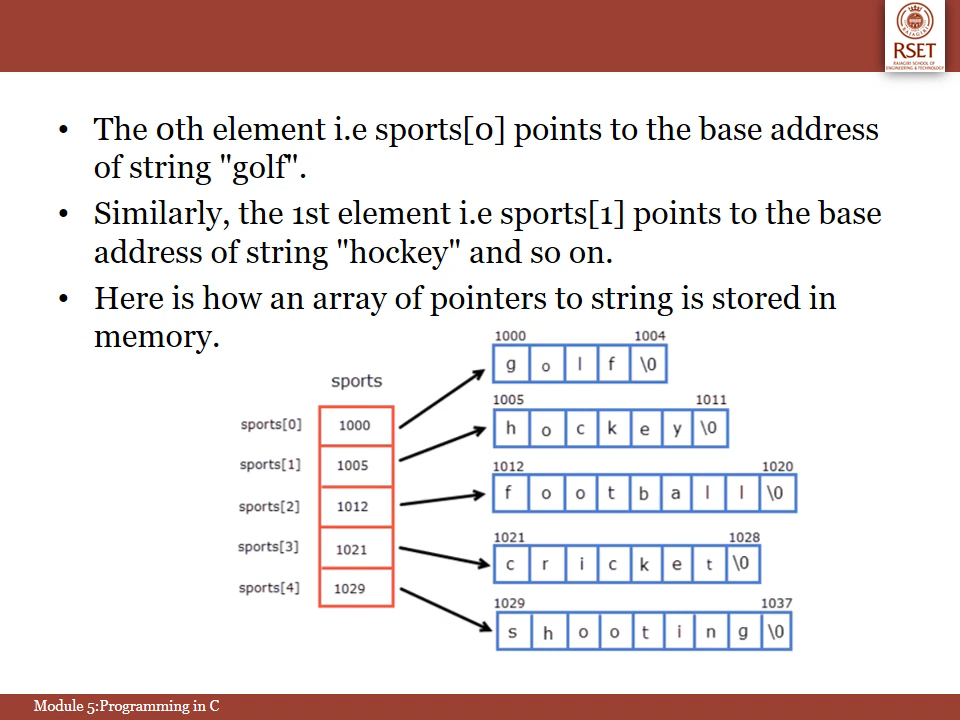 RAJAGIRI
RSET
RAJAGIRI SCHOOL OF
ENGINEERING & TECHNOLOGY
• The 0th element i.e sports[0] points to the base address
of string "golf".
• Similarly, the 1st element i.e sports[1] points to the base
address of string "hockey" and so on.
• Here is how an array of pointers to string is stored in
memory.
sports
sports[0] 1000
sports[1] 1005
sports[2] 1012
sports[3] 1021
sports[4] 1029
1000 1004
g o l f \0
1005 1011
h o c k e y \0
1012 1020
f o o t b a l l \0
1021 1028
c r i c k e t \0
1029 1037
s h o o t i n g \0
Module 5:Programming in C